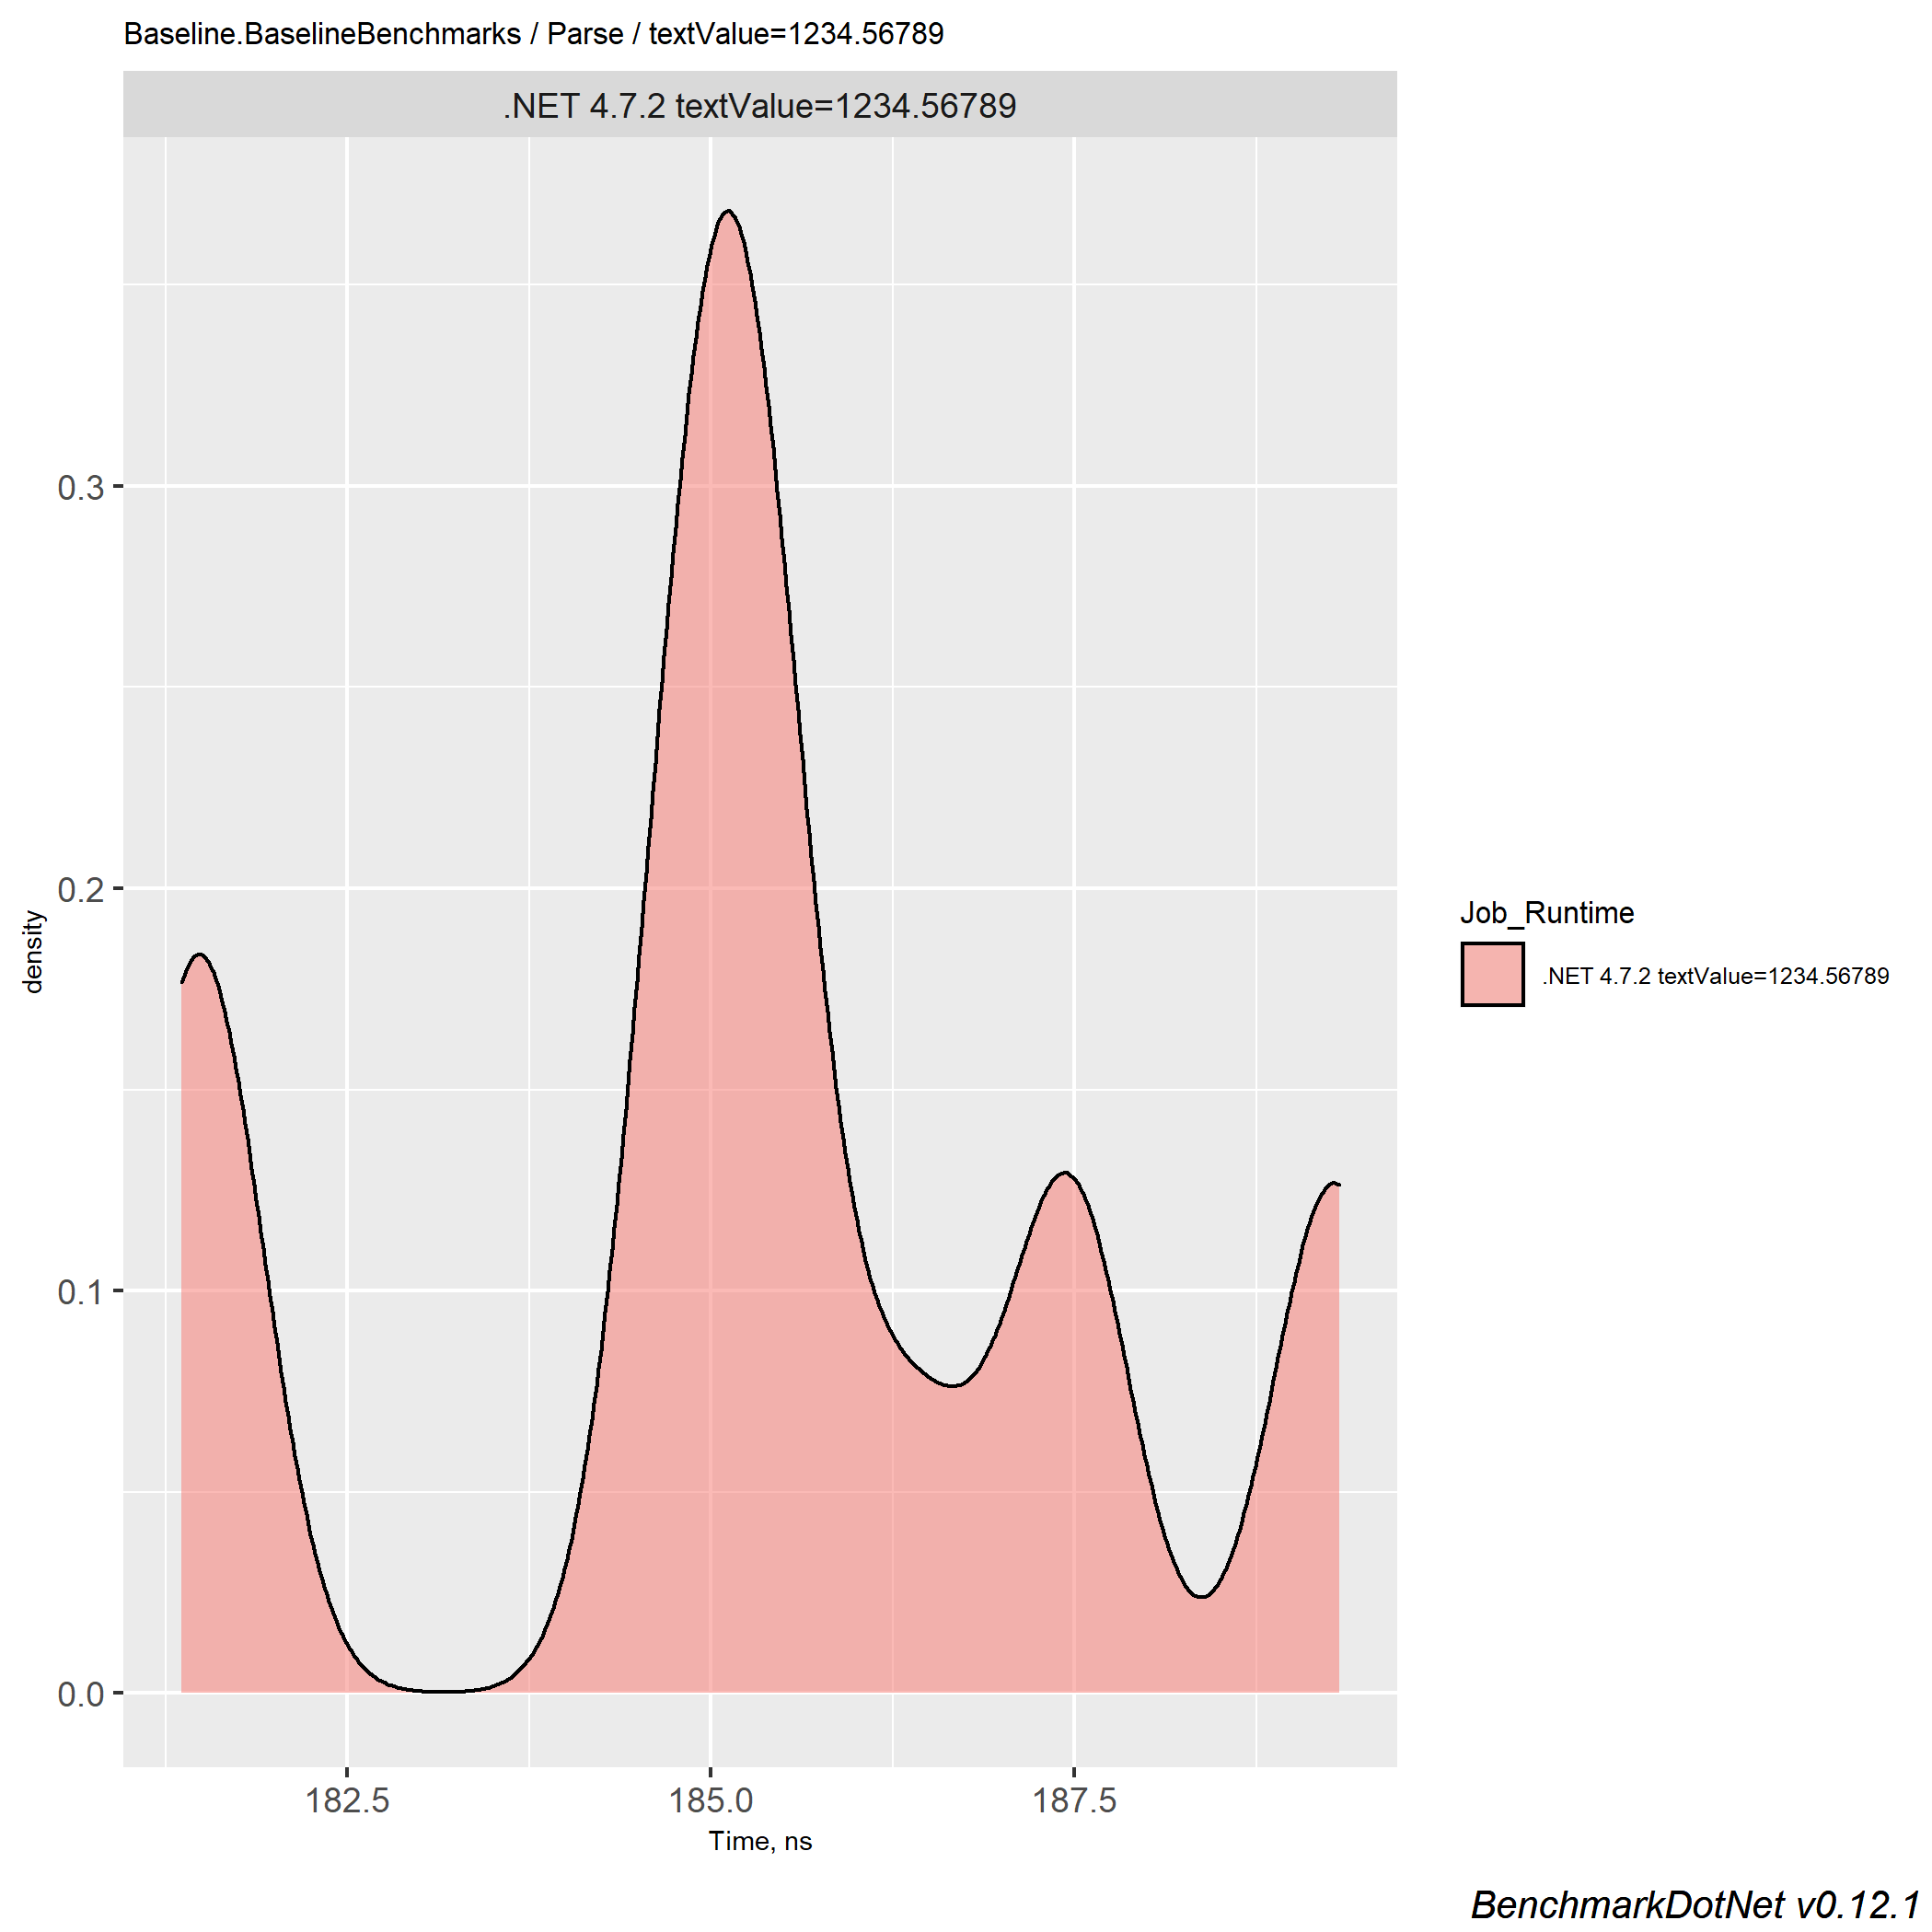 Baseline.BaselineBenchmarks / Parse / textValue=1234.56789
.NET 4.7.2 textValue=1234.56789
0.3
0.2
0.1
0.0
density
182.5 185.0 187.5
Time, ns
Job_Runtime
.NET 4.7.2 textValue=1234.56789
BenchmarkDotNet v0.12.1